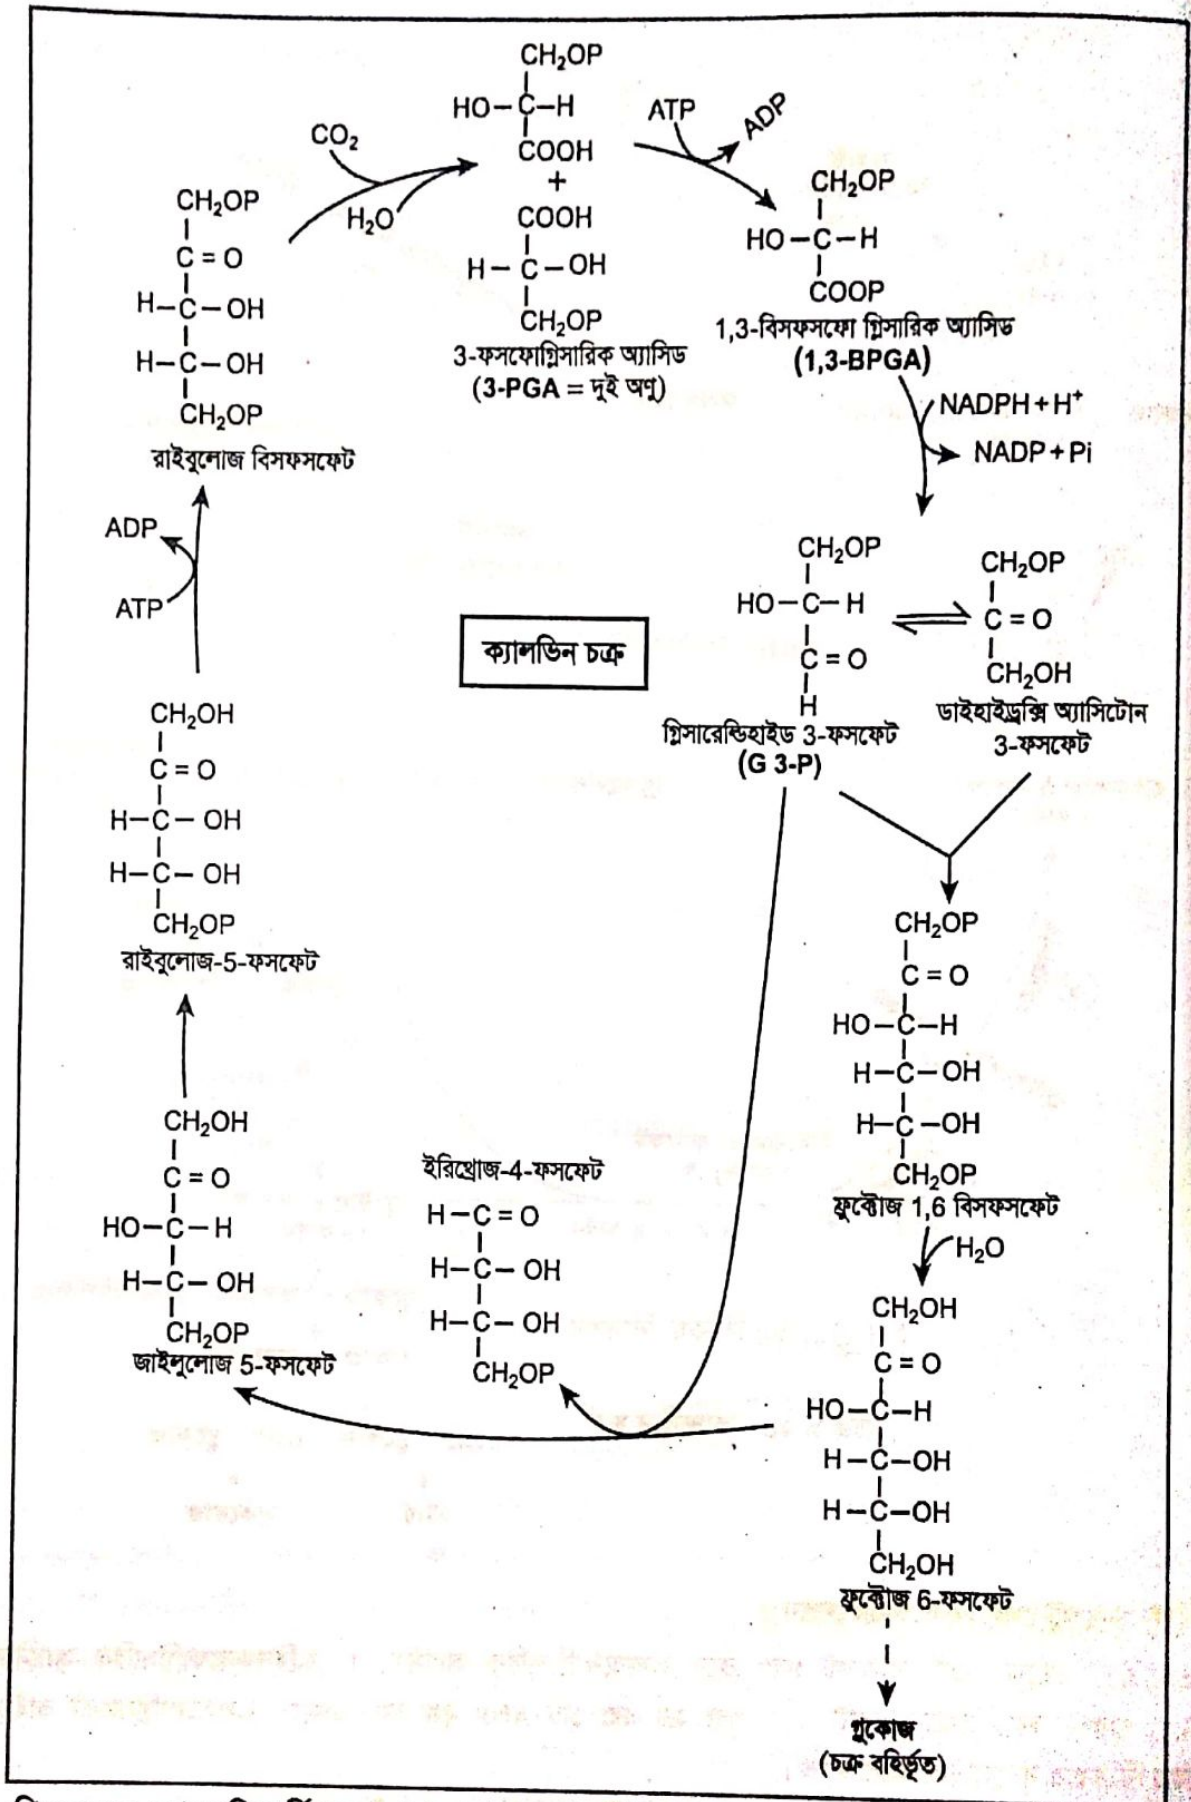 CH₂OP
HO–C–H
COOH
+
COOH
H–C–OH
CH₂OP
3-ফসফোগ্লিসারিক অ্যাসিড
(3-PGA = দুই অণু)
ATP
ADP
CH₂OP
HO–C–H
COOP
1,3-বিসফসফো গ্লিসারিক অ্যাসিড
(1,3-BPGA)
NADPH+H⁺
NADP+Pi
CH₂OP
HO–C–H
C=O
H
গ্লিসারেল্ডিহাইড 3-ফসফেট
(G 3-P)
CH₂OP
C=O
CH₂OH
ডাইহাইড্রক্সি অ্যাসিটোন
3-ফসফেট
CH₂OP
C=O
HO–C–H
H–C–OH
H–C–OH
CH₂OP
ফ্রুক্টোজ 1,6 বিসফসফেট
H₂O
CH₂OH
C=O
HO–C–H
H–C–OH
H–C–OH
CH₂OH
ফ্রুক্টোজ 6-ফসফেট
গ্লুকোজ
(চক্র বহির্ভূত)
ইরিথ্রোজ-4-ফসফেট
H–C=O
H–C–OH
H–C–OH
CH₂OP
CH₂OH
C=O
HO–C–H
H–C–OH
CH₂OP
জাইলুলোজ 5-ফসফেট
CH₂OH
C=O
H–C–OH
H–C–OH
CH₂OP
রাইবুলোজ-5-ফসফেট
ATP
ADP
CH₂OP
C=O
H–C–OH
H–C–OH
CH₂OP
রাইবুলোজ বিসফসফেট
CO₂
H₂O
ক্যালভিন চক্র